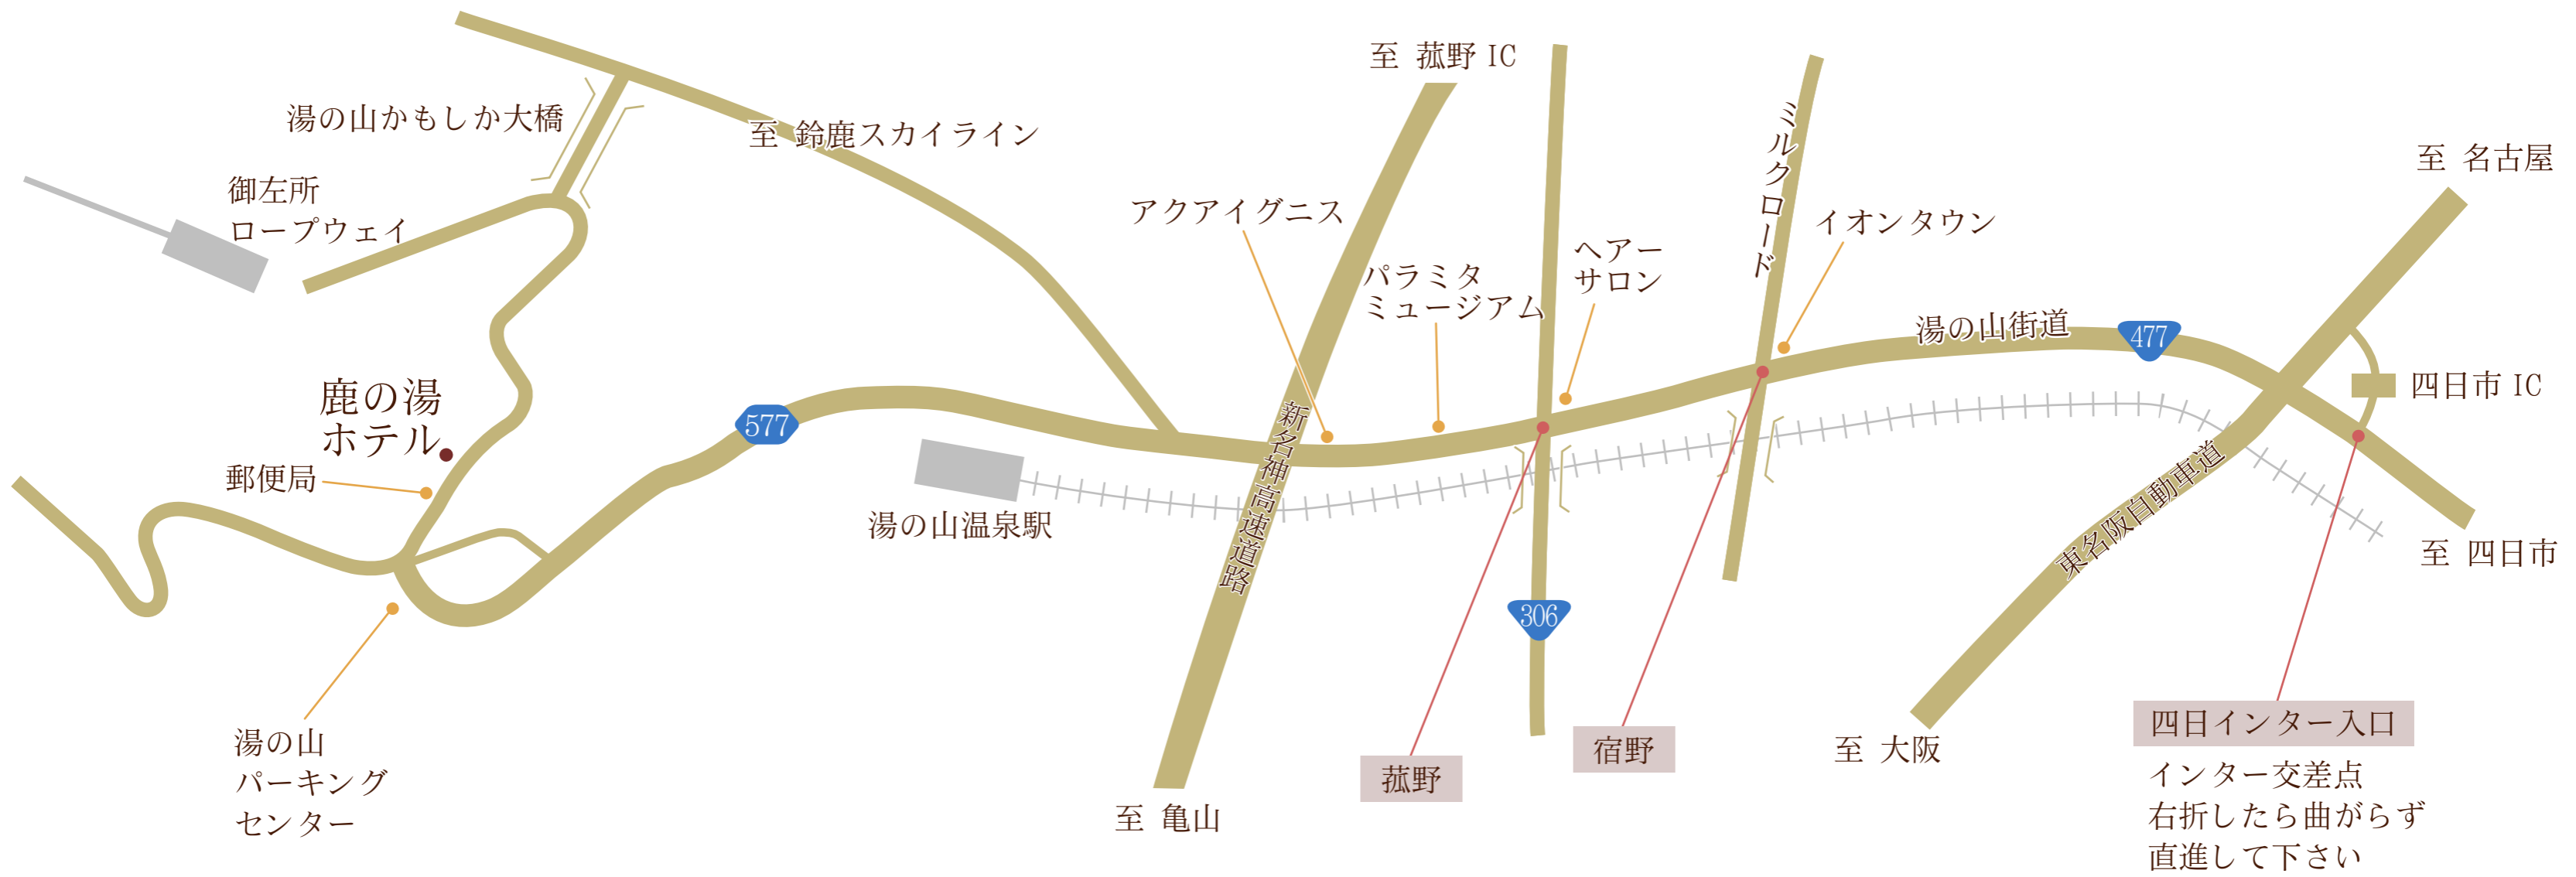 至 菰野 IC
湯の山かもしか大橋
至 鈴鹿スカイライン
ミルクロード
至 名古屋
御左所
ロープウェイ
アクアイグニス
イオンタウン
ヘアー
サロン
パラミタ
ミュージアム
湯の山街道
477
四日市 IC
鹿の湯
ホテル
577
新名神高速道路
郵便局
湯の山温泉駅
東名阪自動車道
至 四日市
306
湯の山
パーキング
センター
菰野
宿野
至 大阪
四日インター入口
インター交差点
右折したら曲がらず
直進して下さい
至 亀山